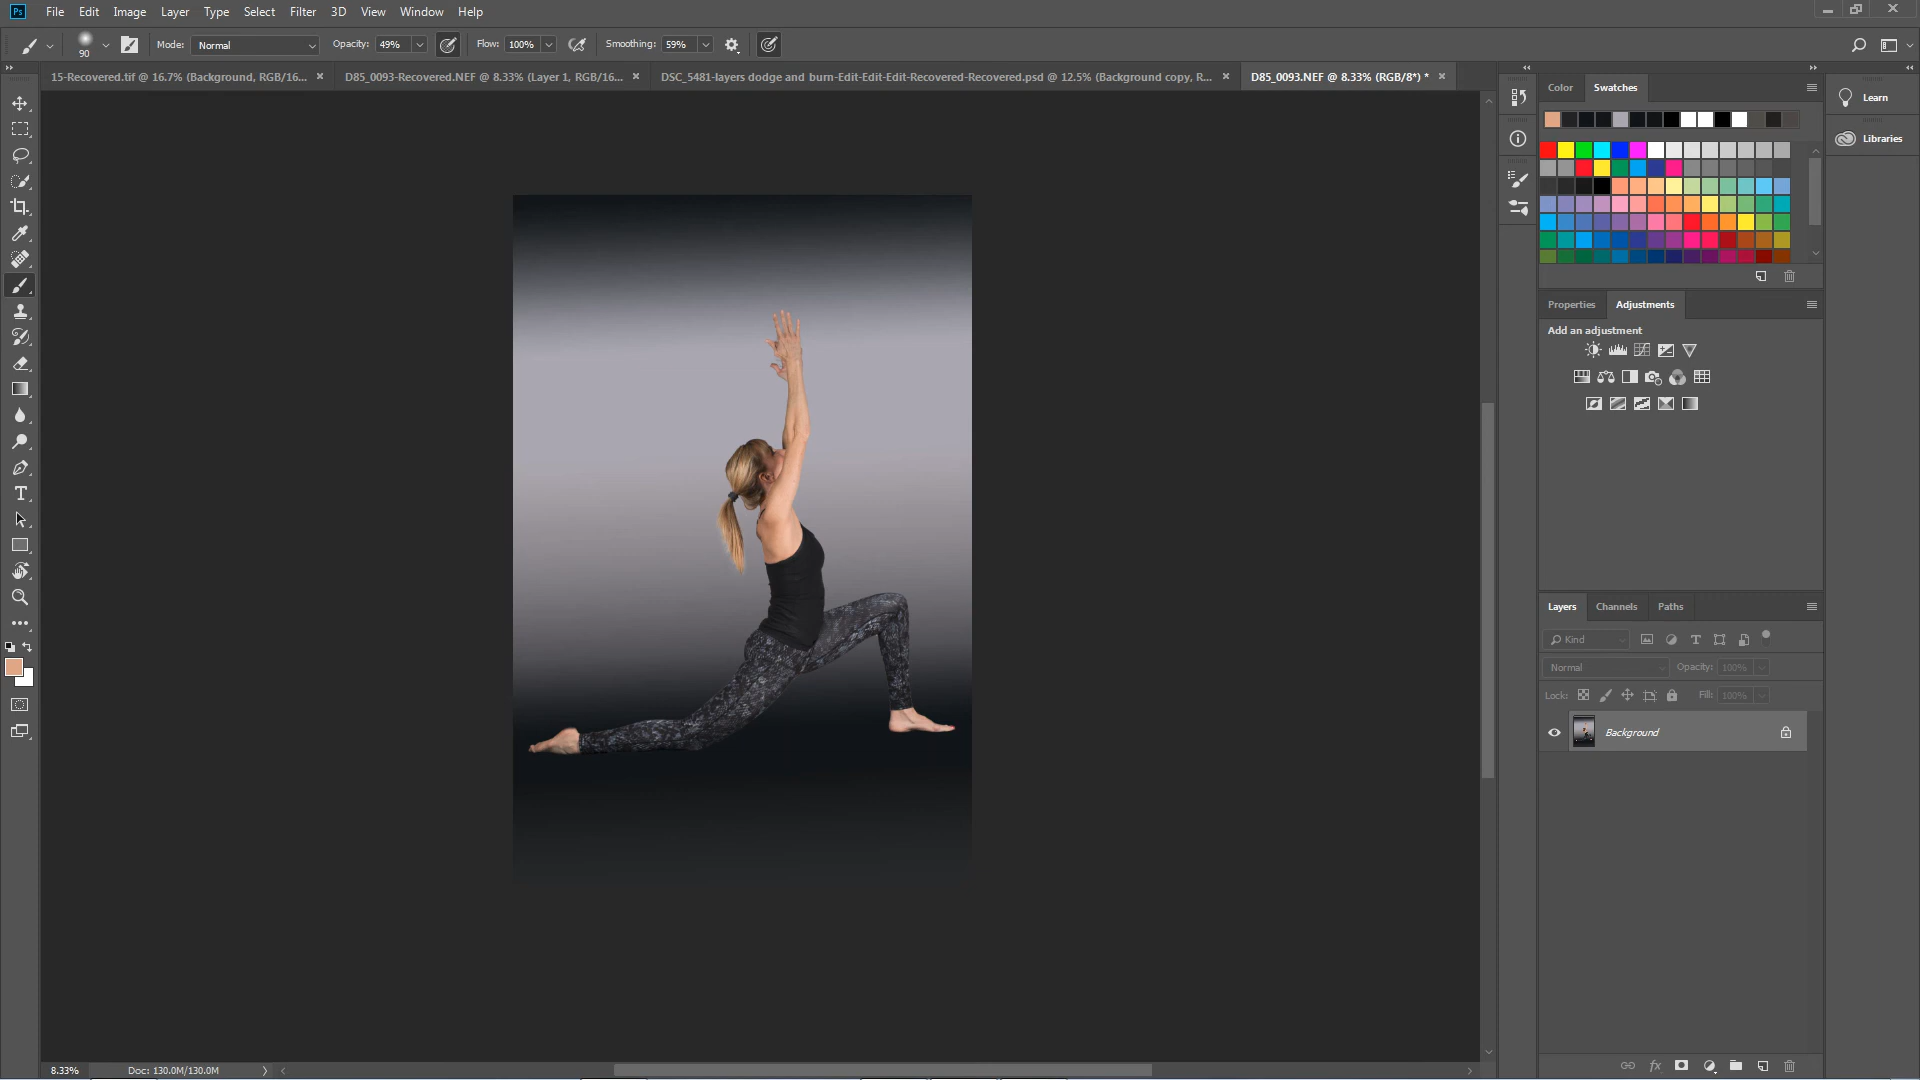 Ps File Edit Image Layer Type Select Filter 3D View Window Help
90 Mode: Normal Opacity: 49% Flow: 100% Smoothing: 59%
15-Recovered.tif @ 16.7% (Background, RGB/16... × D85_0093-Recovered.NEF @ 8.33% (Layer 1, RGB/16... × DSC_5481-layers dodge and burn-Edit-Edit-Edit-Recovered-Recovered.psd @ 12.5% (Background copy, R... × D85_0093.NEF @ 8.33% (RGB/8*) * ×
Color Swatches
Learn
Libraries
Properties Adjustments
Add an adjustment
Layers Channels Paths
Kind
Normal Opacity: 100%
Lock: Fill: 100%
Background
8.33% Doc: 130.0M/130.0M